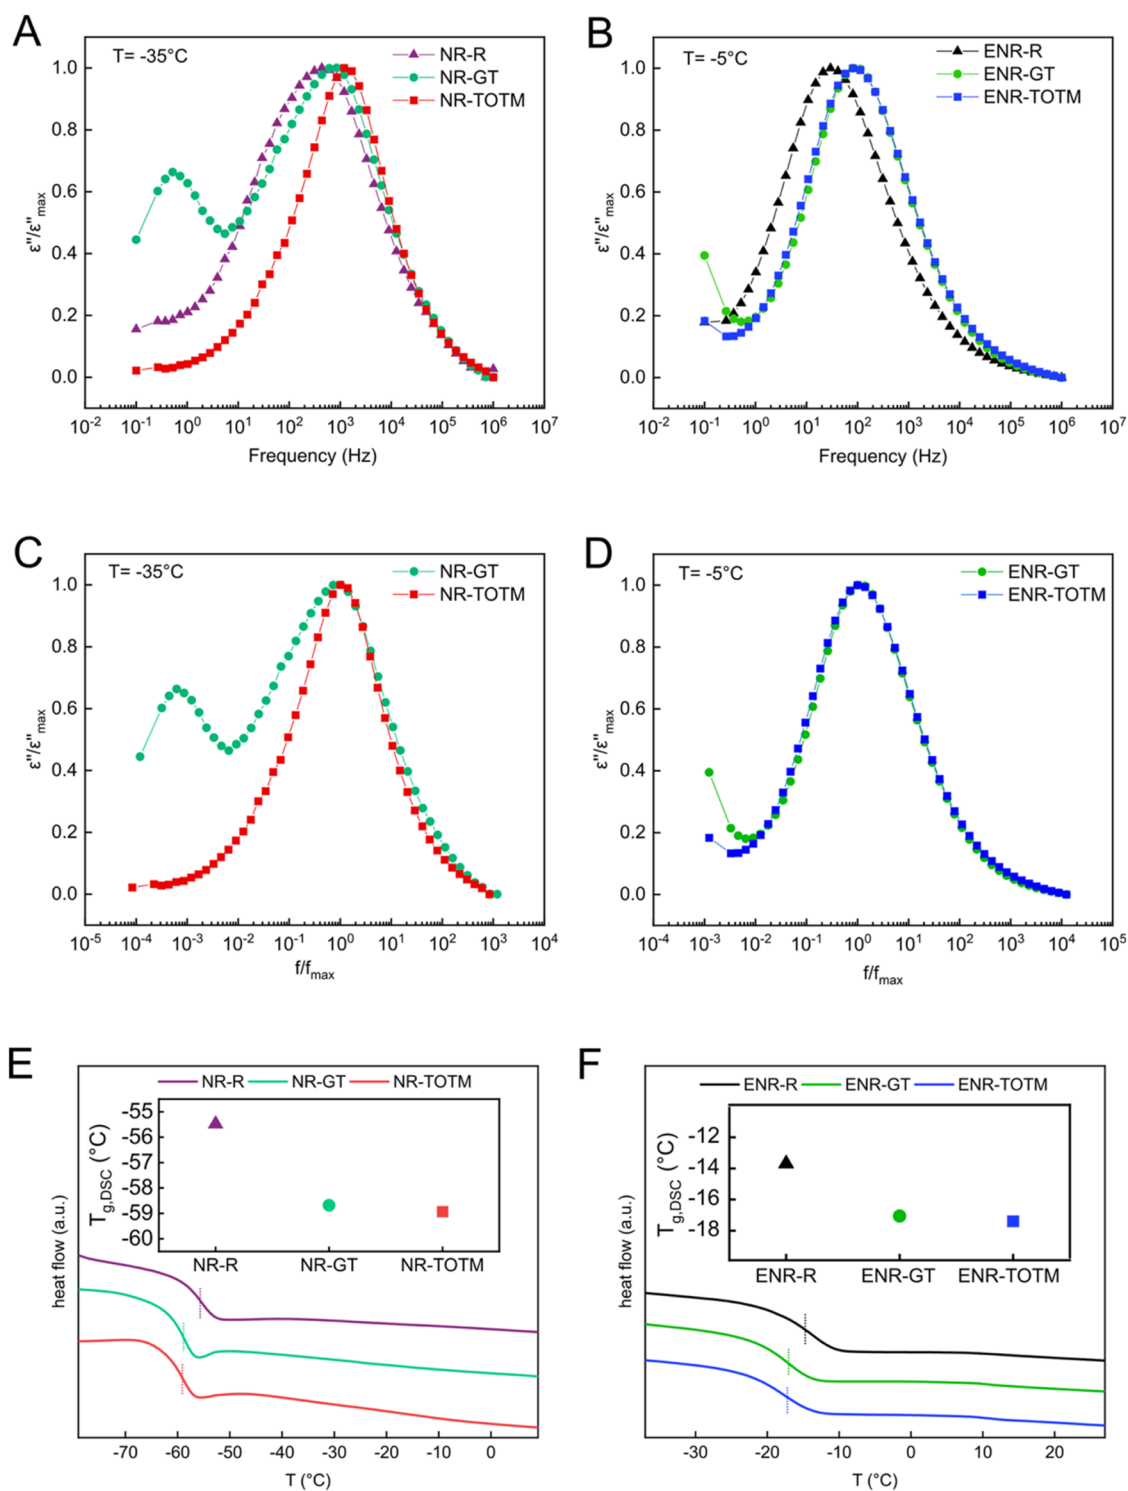 A
T= -35°C
NR-R
NR-GT
NR-TOTM
1.0
0.8
0.6
0.4
0.2
0.0
ε"/ε"max
10-2 10-1 100 101 102 103 104 105 106 107
Frequency (Hz)
B
T= -5°C
ENR-R
ENR-GT
ENR-TOTM
1.0
0.8
0.6
0.4
0.2
0.0
ε"/ε"max
10-2 10-1 100 101 102 103 104 105 106 107
Frequency (Hz)
C
T= -35°C
NR-GT
NR-TOTM
1.0
0.8
0.6
0.4
0.2
0.0
ε"/ε"max
10-5 10-4 10-3 10-2 10-1 100 101 102 103 104
f/fmax
D
T= -5°C
ENR-GT
ENR-TOTM
1.0
0.8
0.6
0.4
0.2
0.0
ε"/ε"max
10-4 10-3 10-2 10-1 100 101 102 103 104 105
f/fmax
E
NR-R NR-GT NR-TOTM
-55
-56
-57
-58
-59
-60
Tg,DSC (°C)
NR-R NR-GT NR-TOTM
heat flow (a.u.)
-70 -60 -50 -40 -30 -20 -10 0
T (°C)
F
ENR-R ENR-GT ENR-TOTM
-12
-14
-16
-18
Tg,DSC (°C)
ENR-R ENR-GT ENR-TOTM
heat flow (a.u.)
-30 -20 -10 0 10 20
T (°C)